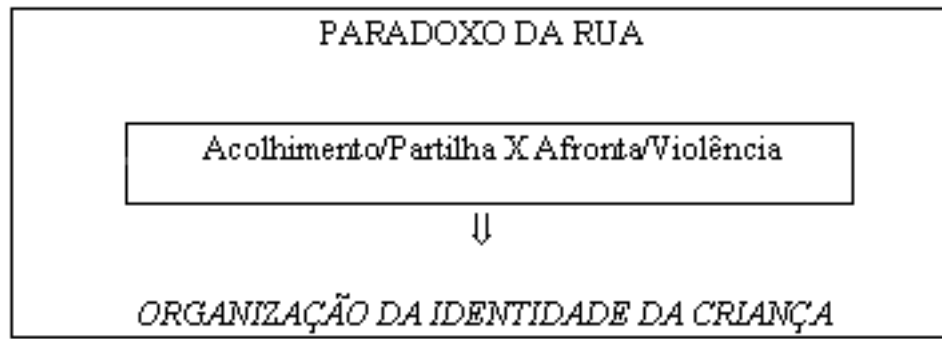 PARADOXO DA RUA
Acolhimento/Partilha X Afronta/Violência
⇓
ORGANIZAÇÃO DA IDENTIDADE DA CRIANÇA